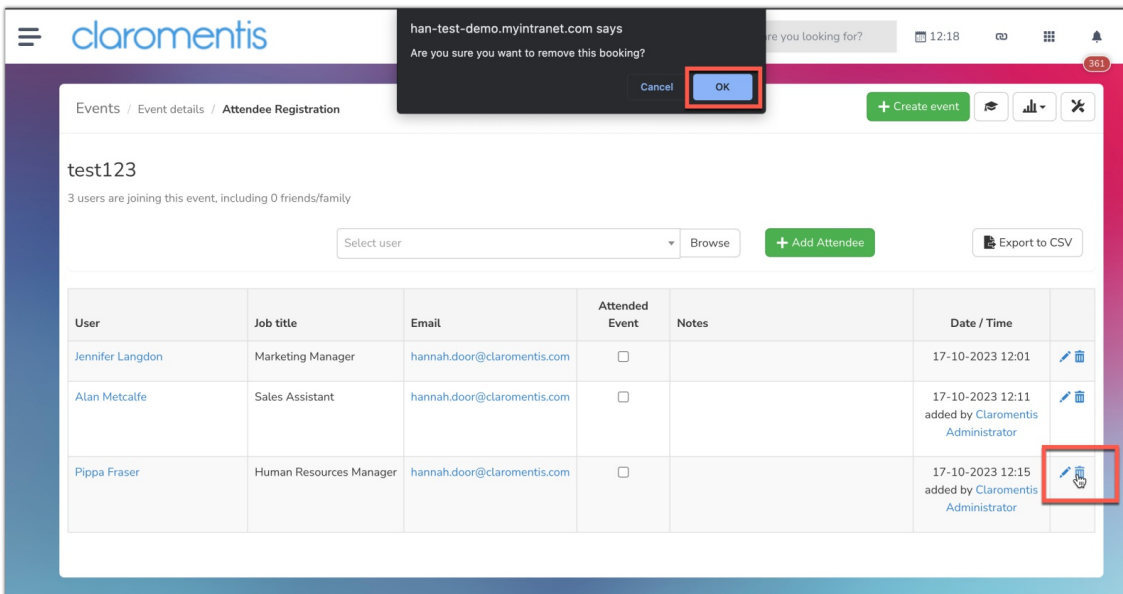 claromentis
han-test-demo.myintranet.com says
Are you sure you want to remove this booking?
Cancel OK
re you looking for?
12:18
361
Events / Event details / Attendee Registration
+ Create event
test123
3 users are joining this event, including 0 friends/family
Select user Browse + Add Attendee Export to CSV
User Job title Email Attended Event Notes Date / Time
Jennifer Langdon Marketing Manager hannah.door@claromentis.com 17-10-2023 12:01
Alan Metcalfe Sales Assistant hannah.door@claromentis.com 17-10-2023 12:11
added by Claromentis
Administrator
Pippa Fraser Human Resources Manager hannah.door@claromentis.com 17-10-2023 12:15
added by Claromentis
Administrator